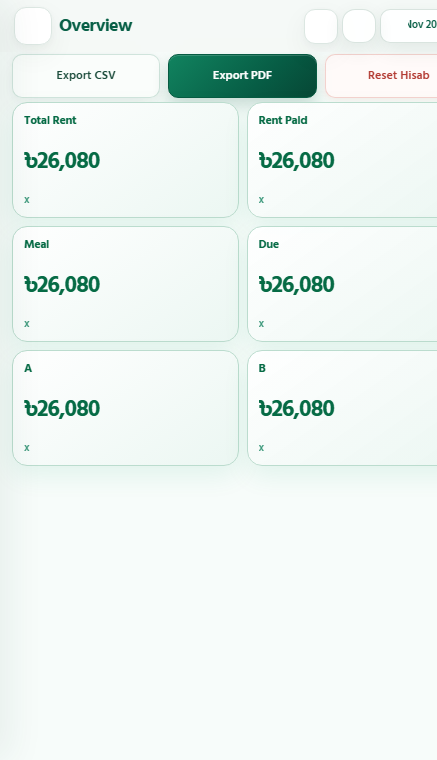 Overview
Nov 20
Export CSV
Export PDF
Reset Hisab
Total Rent
Rent Paid
৳26,080
৳26,080
x
x
Meal
Due
৳26,080
৳26,080
x
x
A
B
৳26,080
৳26,080
x
x